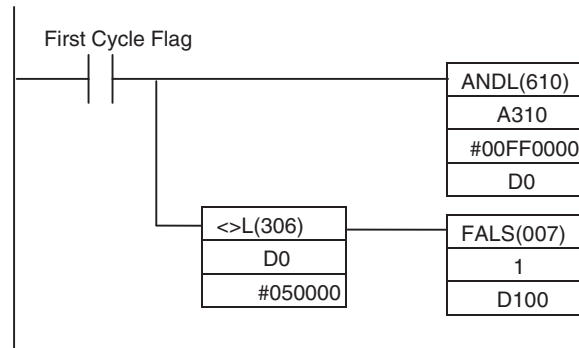 First Cycle Flag
ANDL(610)
A310
#00FF0000
D0
<>L(306)
D0
#050000
FALS(007)
1
D100